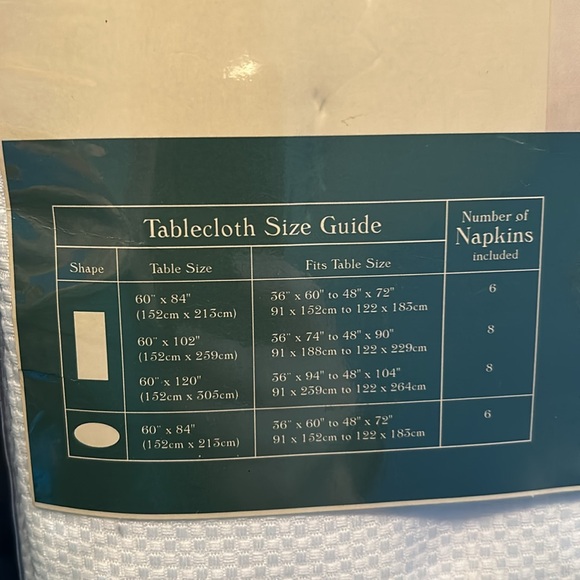 Tablecloth Size Guide
Number of
Napkins
included
Shape Table Size Fits Table Size
60" x 84" 36" x 60" to 48" x 72" 6
(152cm x 213cm) 91 x 152cm to 122 x 183cm
60" x 102" 36" x 74" to 48" x 90" 8
(152cm x 259cm) 91 x 188cm to 122 x 229cm
60" x 120" 36" x 94" to 48" x 104" 8
(152cm x 305cm) 91 x 239cm to 122 x 264cm
60" x 84" 36" x 60" to 48" x 72" 6
(152cm x 213cm) 91 x 152cm to 122 x 183cm